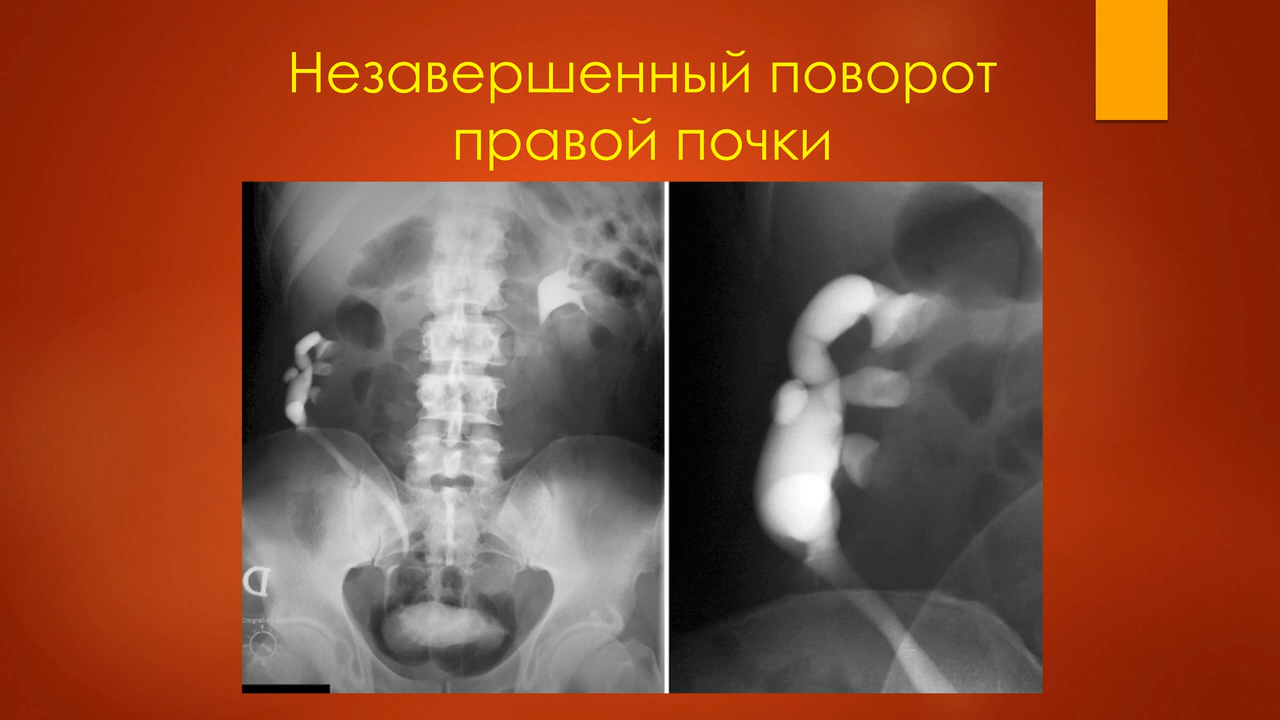 Незавершенный поворот
правой почки
D